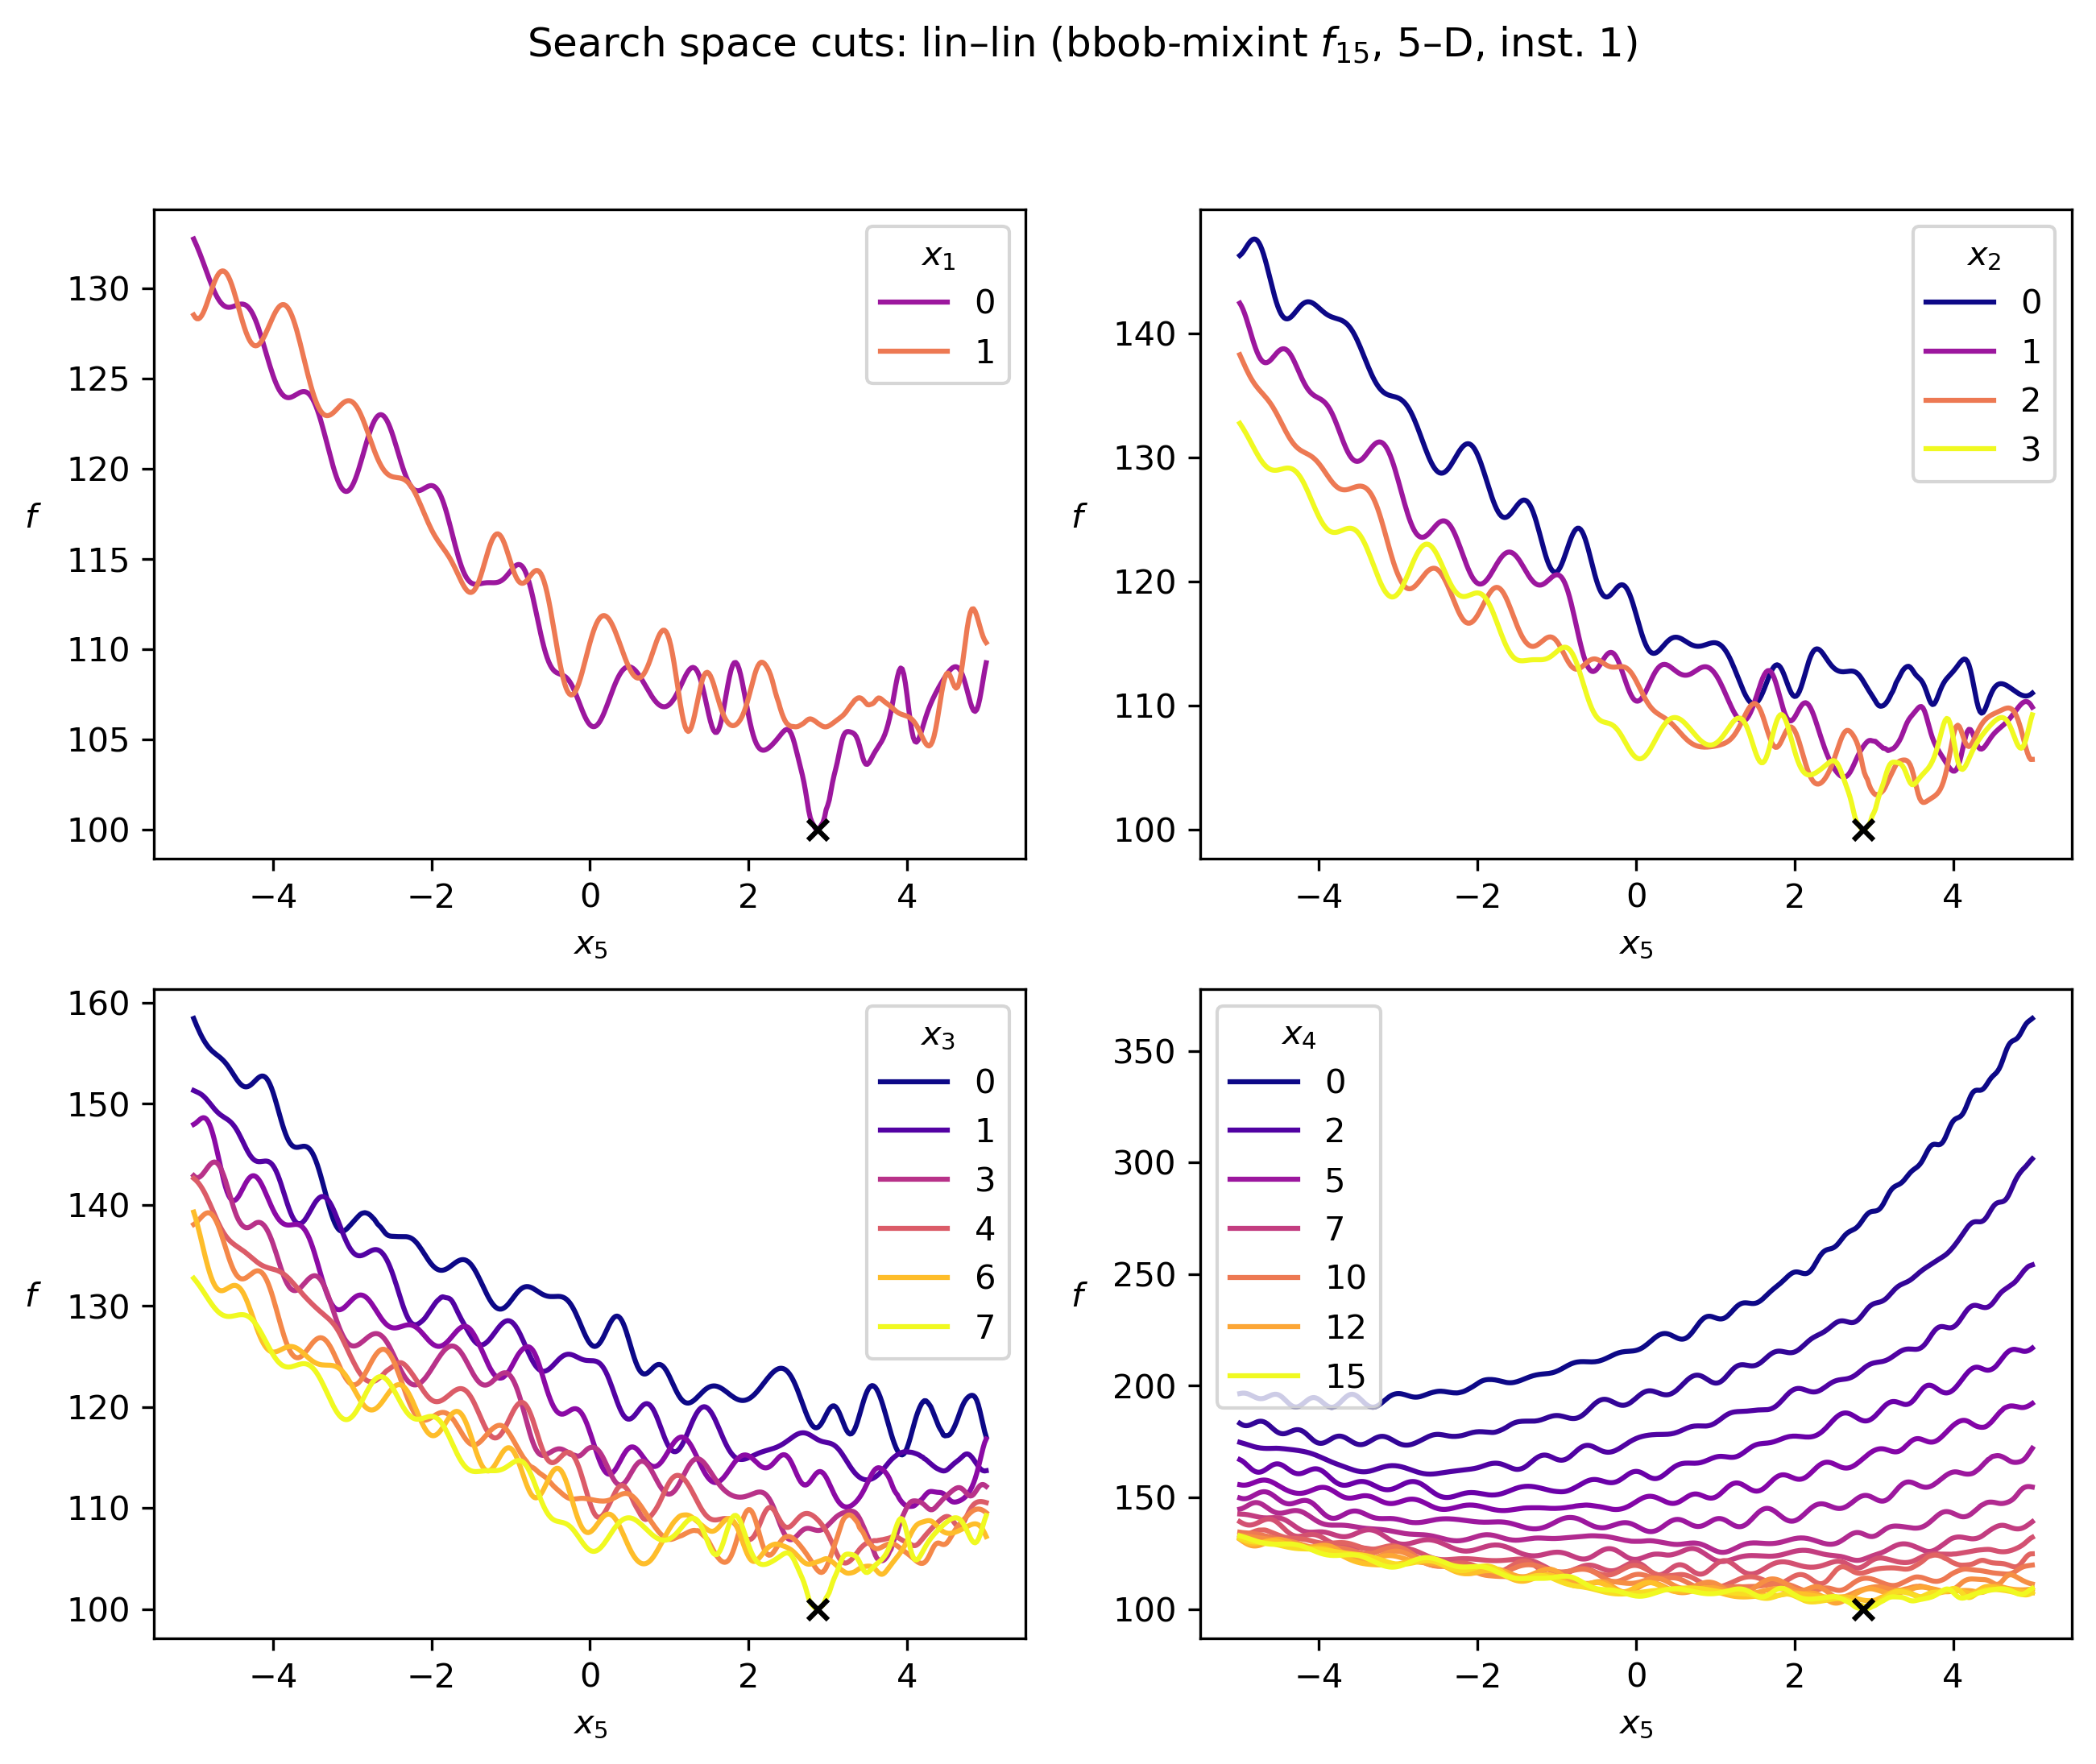 Search space cuts: lin–lin (bbob-mixint f₁₅, 5–D, inst. 1)
130
125
120
115
110
105
100
f
x₁
0
1
−4 −2 0 2 4
x₅
140
130
120
110
100
f
x₂
0
1
2
3
−4 −2 0 2 4
x₅
160
150
140
130
120
110
100
f
x₃
0
1
3
4
6
7
−4 −2 0 2 4
x₅
350
300
250
200
150
100
f
x₄
0
2
5
7
10
12
15
−4 −2 0 2 4
x₅